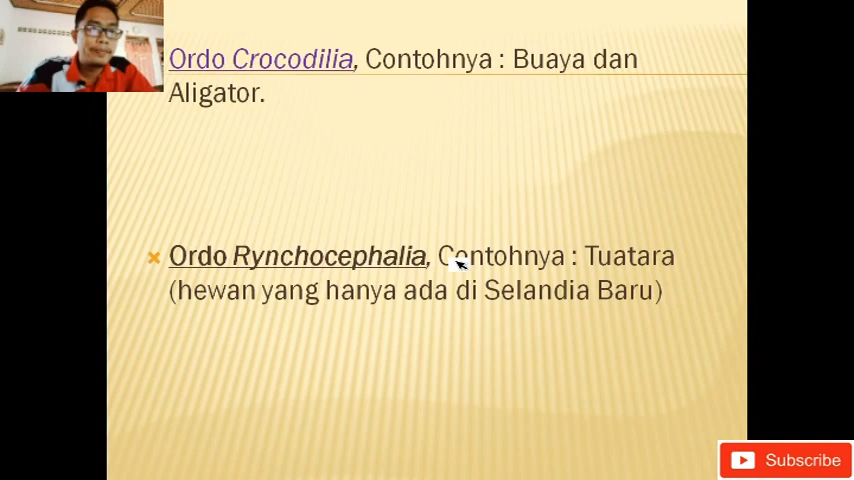 Ordo Crocodilia, Contohnya : Buaya dan
Aligator.
Ordo Rynchocephalia, Contohnya : Tuatara
(hewan yang hanya ada di Selandia Baru)
Subscribe